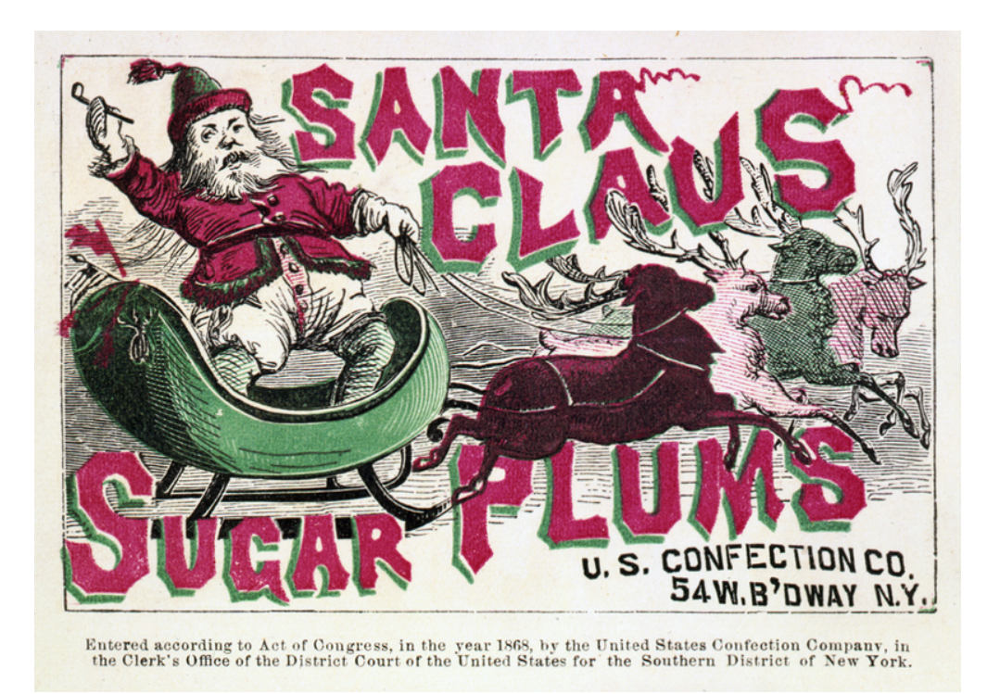 SANTA
CLAUS
SUGAR PLUMS
U. S. CONFECTION CO.
54 W. B'DWAY N.Y.
Entered according to Act of Congress, in the year 1868, by the United States Confection Company, in
the Clerk's Office of the District Court of the United States for the Southern District of New York.